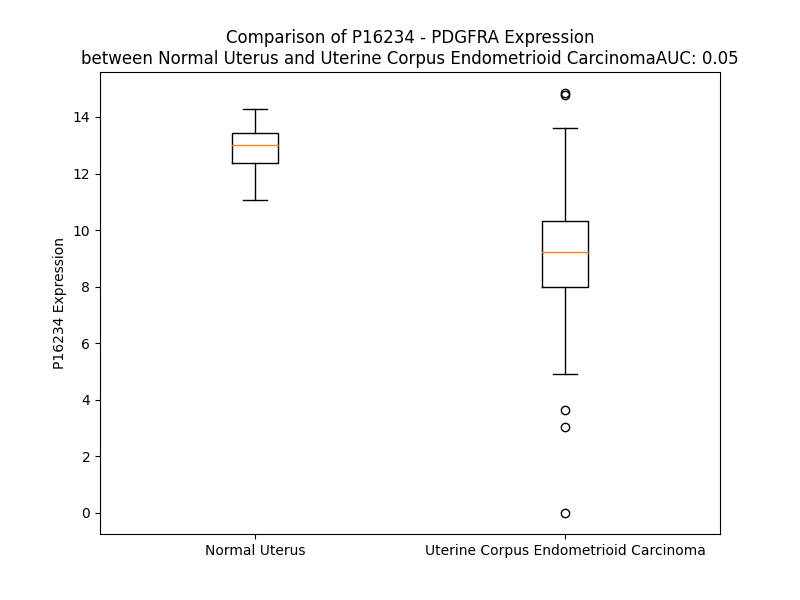 Comparison of P16234 - PDGFRA Expression
between Normal Uterus and Uterine Corpus Endometrioid CarcinomaAUC: 0.05
14
12
10
8
6
4
2
0
P16234 Expression
Normal Uterus
Uterine Corpus Endometrioid Carcinoma